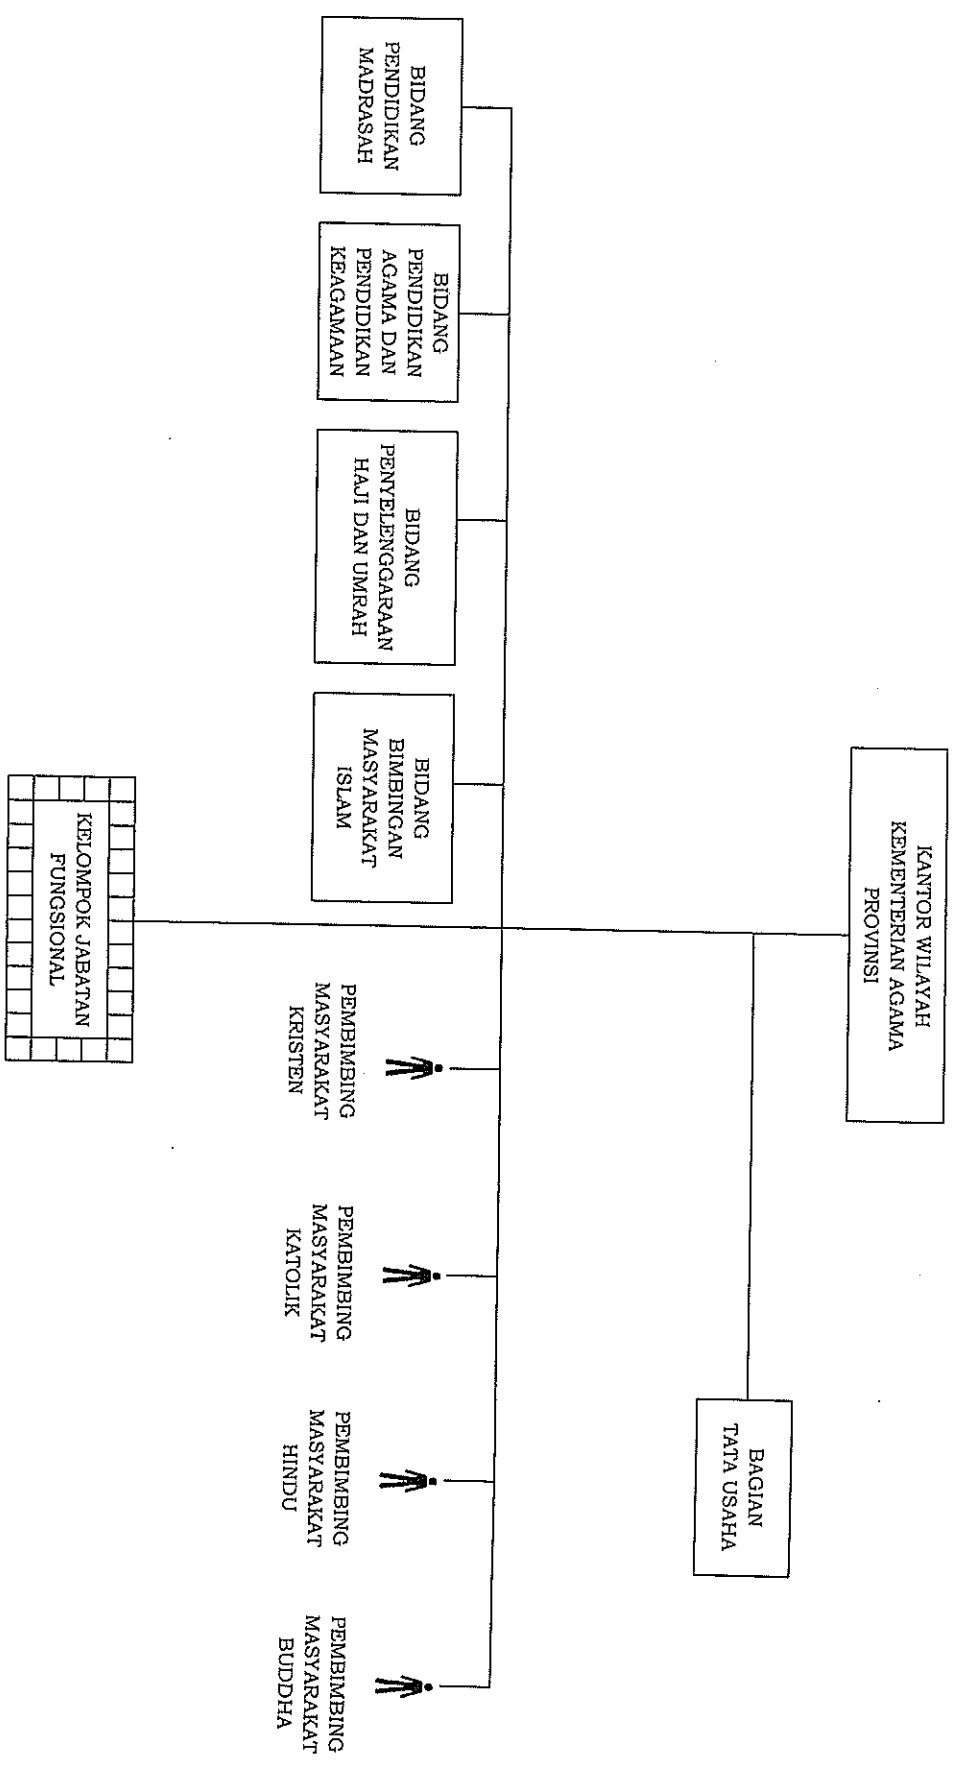 KANTOR WILAYAH
KEMENTERIAN AGAMA
PROVINSI
BAGIAN
TATA USAHA
BIDANG
PENDIDIKAN
MADRASAH
BIDANG
PENDIDIKAN
AGAMA DAN
PENDIDIKAN
KEAGAMAAN
BIDANG
PENYELENGGARAAN
HAJI DAN UMRAH
BIDANG
BIMBINGAN
MASYARAKAT
ISLAM
PEMBIMBING
MASYARAKAT
KRISTEN
PEMBIMBING
MASYARAKAT
KATOLIK
PEMBIMBING
MASYARAKAT
HINDU
PEMBIMBING
MASYARAKAT
BUDDHA
KELOMPOK JABATAN
FUNGSIONAL